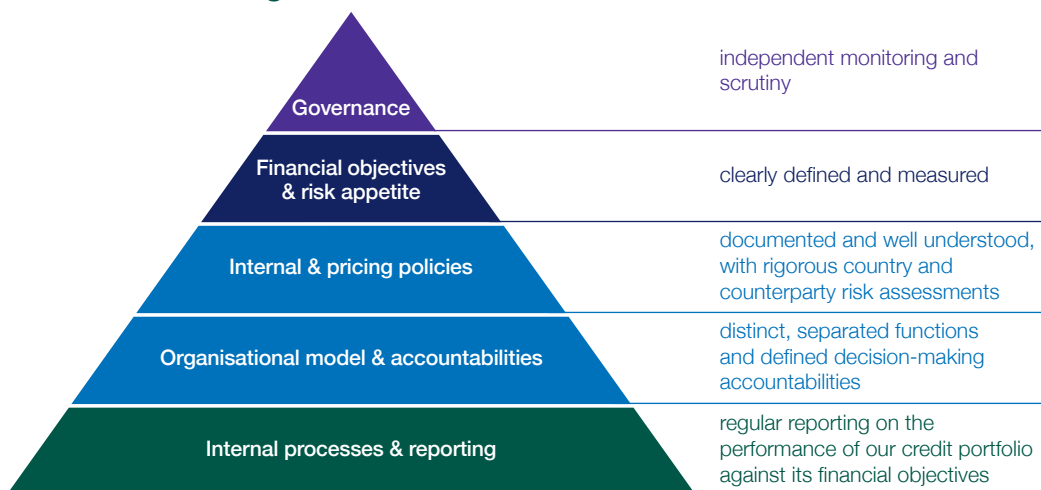 Governance
independent monitoring and
scrutiny
Financial objectives
& risk appetite
clearly defined and measured
Internal & pricing policies
documented and well understood,
with rigorous country and
counterparty risk assessments
Organisational model & accountabilities
distinct, separated functions
and defined decision-making
accountabilities
Internal processes & reporting
regular reporting on the
performance of our credit portfolio
against its financial objectives